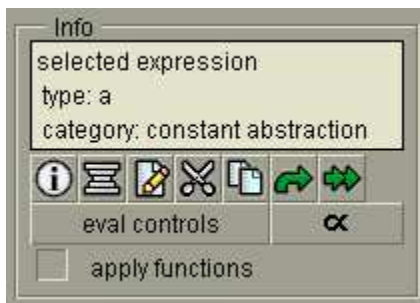 Info
selected expression
type: a
category: constant abstraction
eval controls
α
apply functions